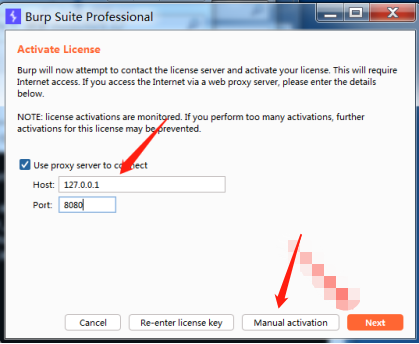 Burp Suite Professional
Activate License
Burp will now attempt to contact the license server and activate your license. This will require
Internet access. If you access the Internet via a web proxy server, please enter the details
below.
NOTE: license activations are monitored. If you perform too many activations, further
activations for this license may be prevented.
Use proxy server to connect
Host: 127.0.0.1
Port: 8080
Cancel Re-enter license key Manual activation Next